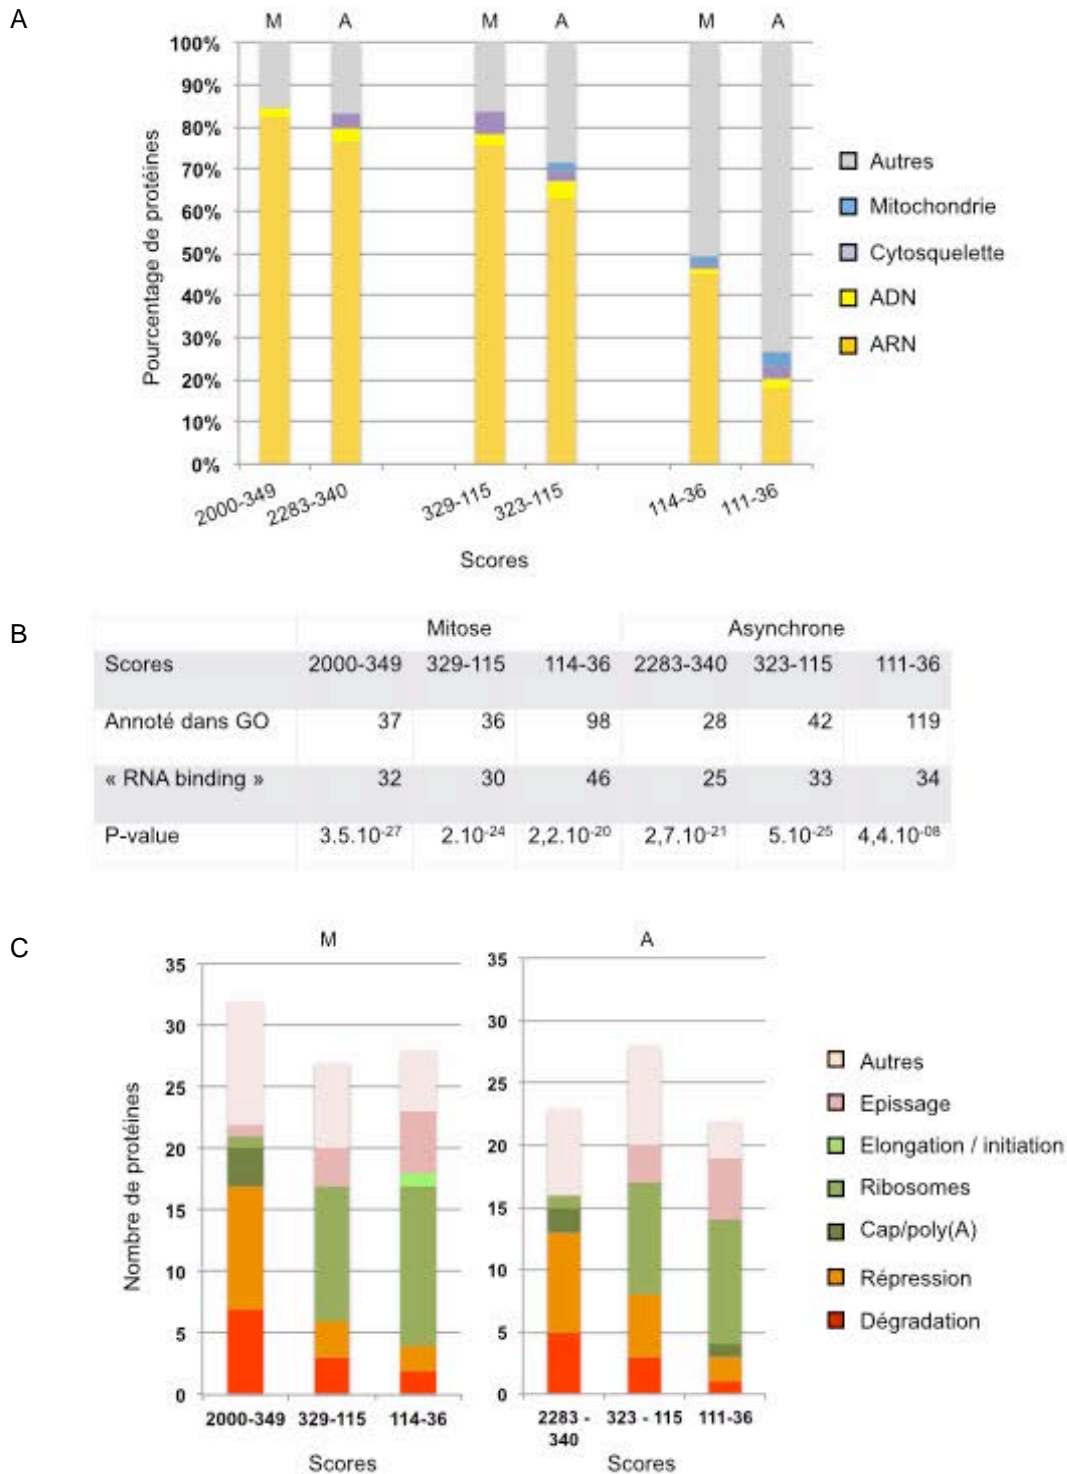 A
M A M A M A
100%
90%
80%
70%
60%
50%
40%
30%
20%
10%
0%
Pourcentage de protéines
2000-349 2283-340 329-115 323-115 114-36 111-36
Scores
Autres
Mitochondrie
Cytosquelette
ADN
ARN
B
Mitose Asynchrone
Scores 2000-349 329-115 114-36 2283-340 323-115 111-36
Annoté dans GO 37 36 98 28 42 119
« RNA binding » 32 30 46 25 33 34
P-value 3.5.10-27 2.10-24 2,2.10-20 2,7.10-21 5.10-25 4,4.10-08
C
M
35
30
25
20
15
10
5
0
Nombre de protéines
2000-349 329-115 114-36
Scores
A
35
30
25
20
15
10
5
0
2283 - 323 - 115 111-36
340
Scores
Autres
Epissage
Elongation / initiation
Ribosomes
Cap/poly(A)
Répression
Dégradation